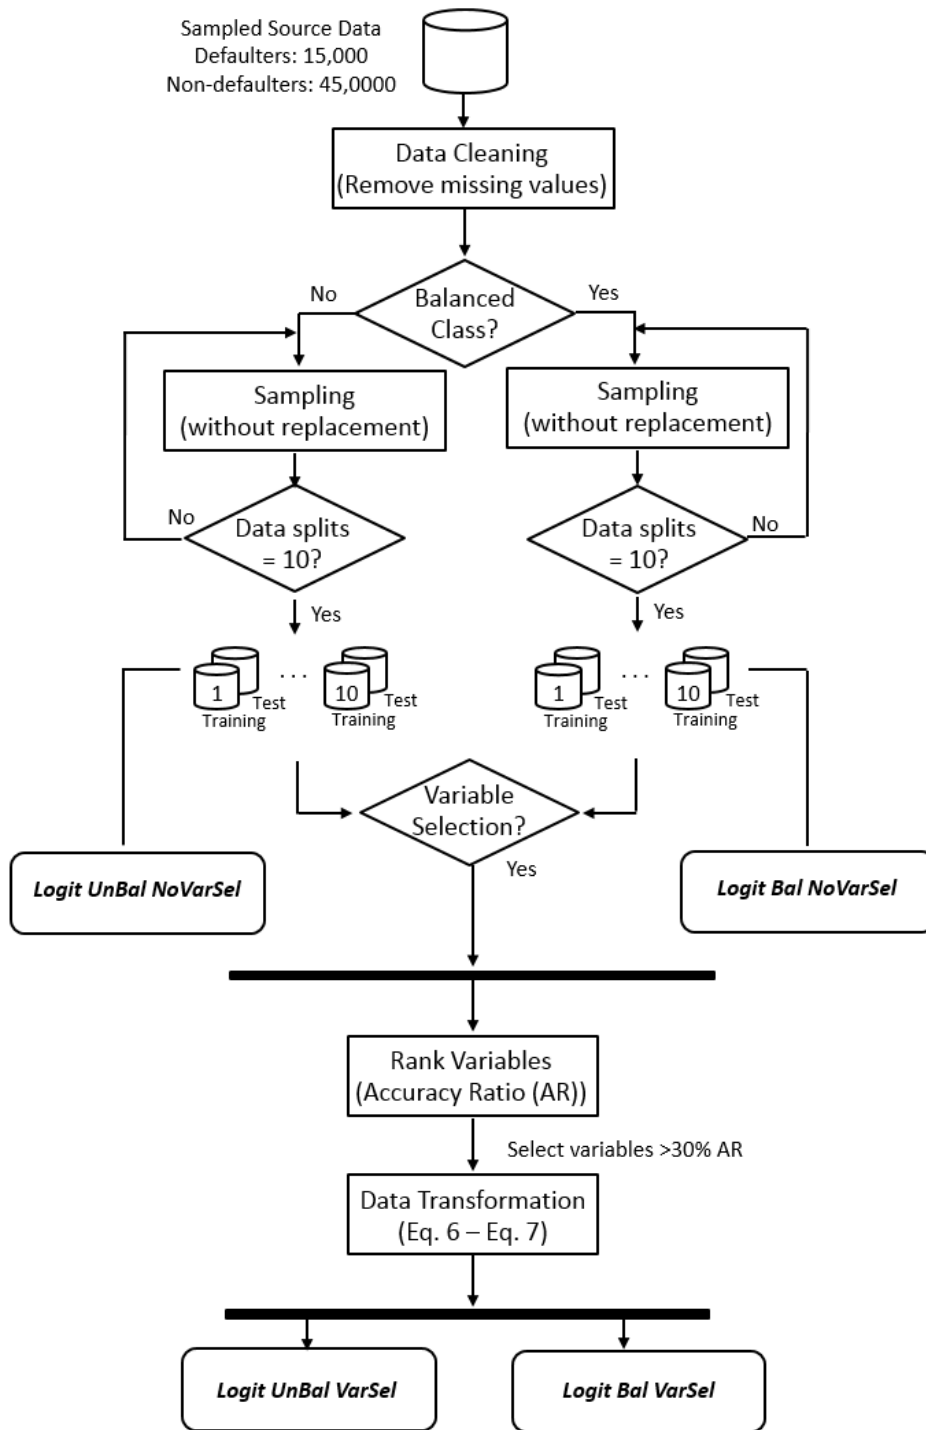 Sampled Source Data
Defaulters: 15,000
Non-defaulters: 45,0000
Data Cleaning
(Remove missing values)
No
Balanced
Class?
Yes
Sampling
(without replacement)
Sampling
(without replacement)
No
Data splits
= 10?
Data splits
= 10?
No
Yes
Yes
1
Test
Training
. . .
10
Test
Training
1
Test
Training
. . .
10
Test
Training
Variable
Selection?
Yes
Logit UnBal NoVarSel
Logit Bal NoVarSel
Rank Variables
(Accuracy Ratio (AR))
Select variables >30% AR
Data Transformation
(Eq. 6 – Eq. 7)
Logit UnBal VarSel
Logit Bal VarSel